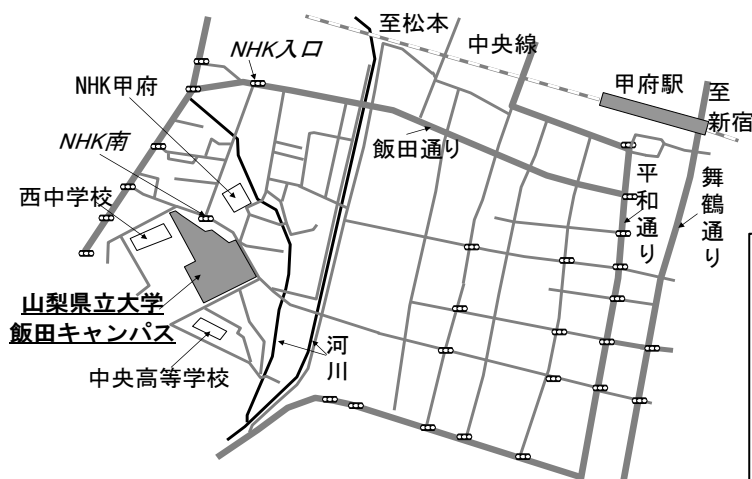 至松本
中央線
NHK入口
甲府駅
至
新宿
NHK甲府
NHK南
飯田通り
平和通り
舞鶴通り
西中学校
山梨県立大学
飯田キャンパス
河川
中央高等学校